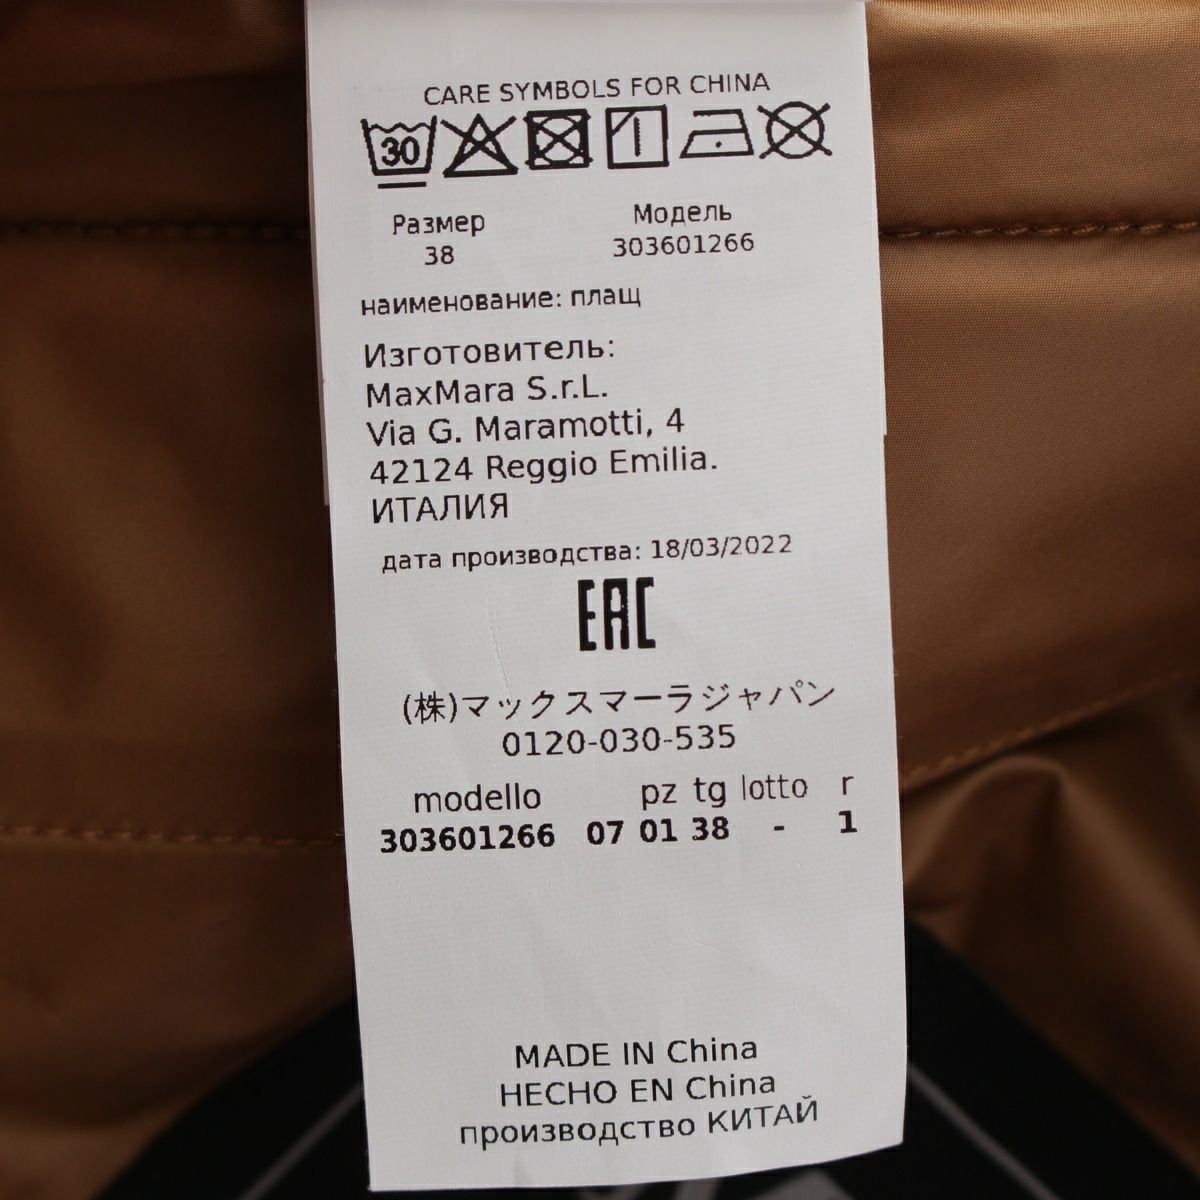 CARE SYMBOLS FOR CHINA
30
Размер Модель
38 303601266
наименование: плащ
Изготовитель:
MaxMara S.r.L.
Via G. Maramotti, 4
42124 Reggio Emilia.
ИТАЛИЯ
дата производства: 18/03/2022
EAC
(株)マックスマーラジャパン
0120-030-535
modello pz tg lotto r
303601266 07 01 38 - 1
MADE IN China
HECHO EN China
производство КИТАЙ